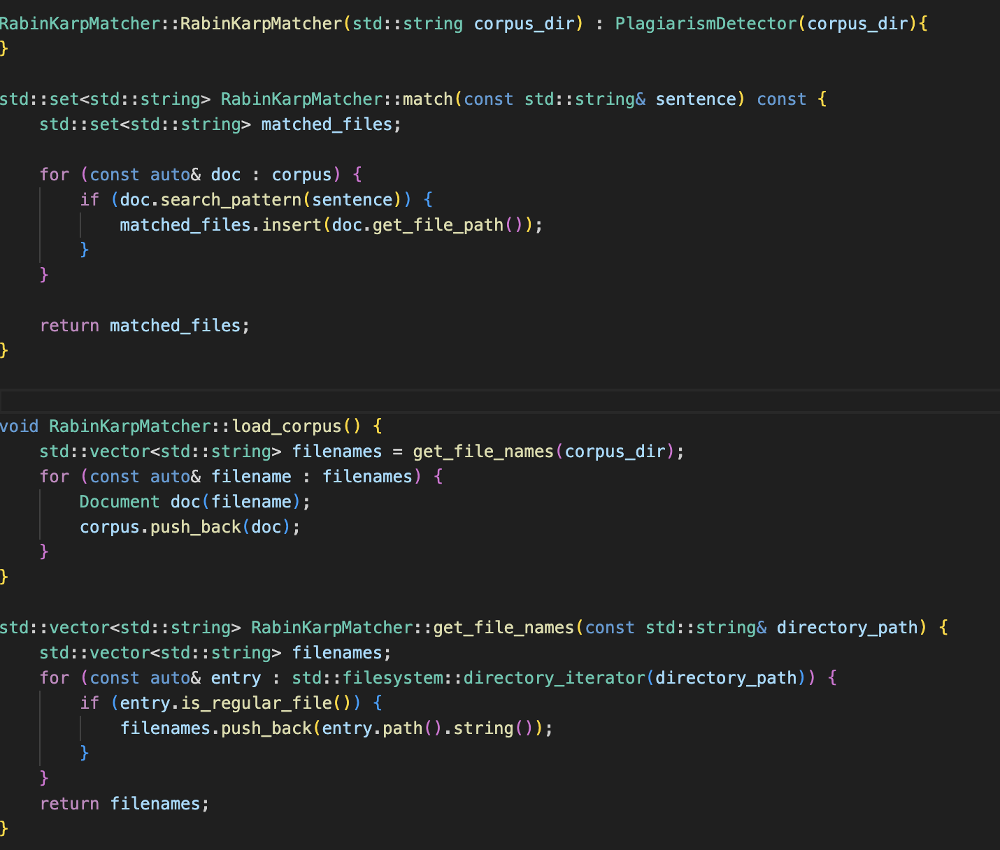 RabinKarpMatcher::RabinKarpMatcher(std::string corpus_dir) : PlagiarismDetector(corpus_dir){
}

std::set<std::string> RabinKarpMatcher::match(const std::string& sentence) const {
    std::set<std::string> matched_files;

    for (const auto& doc : corpus) {
        if (doc.search_pattern(sentence)) {
            matched_files.insert(doc.get_file_path());
        }
    }

    return matched_files;
}


void RabinKarpMatcher::load_corpus() {
    std::vector<std::string> filenames = get_file_names(corpus_dir);
    for (const auto& filename : filenames) {
        Document doc(filename);
        corpus.push_back(doc);
    }
}

std::vector<std::string> RabinKarpMatcher::get_file_names(const std::string& directory_path) {
    std::vector<std::string> filenames;
    for (const auto& entry : std::filesystem::directory_iterator(directory_path)) {
        if (entry.is_regular_file()) {
            filenames.push_back(entry.path().string());
        }
    }
    return filenames;
}